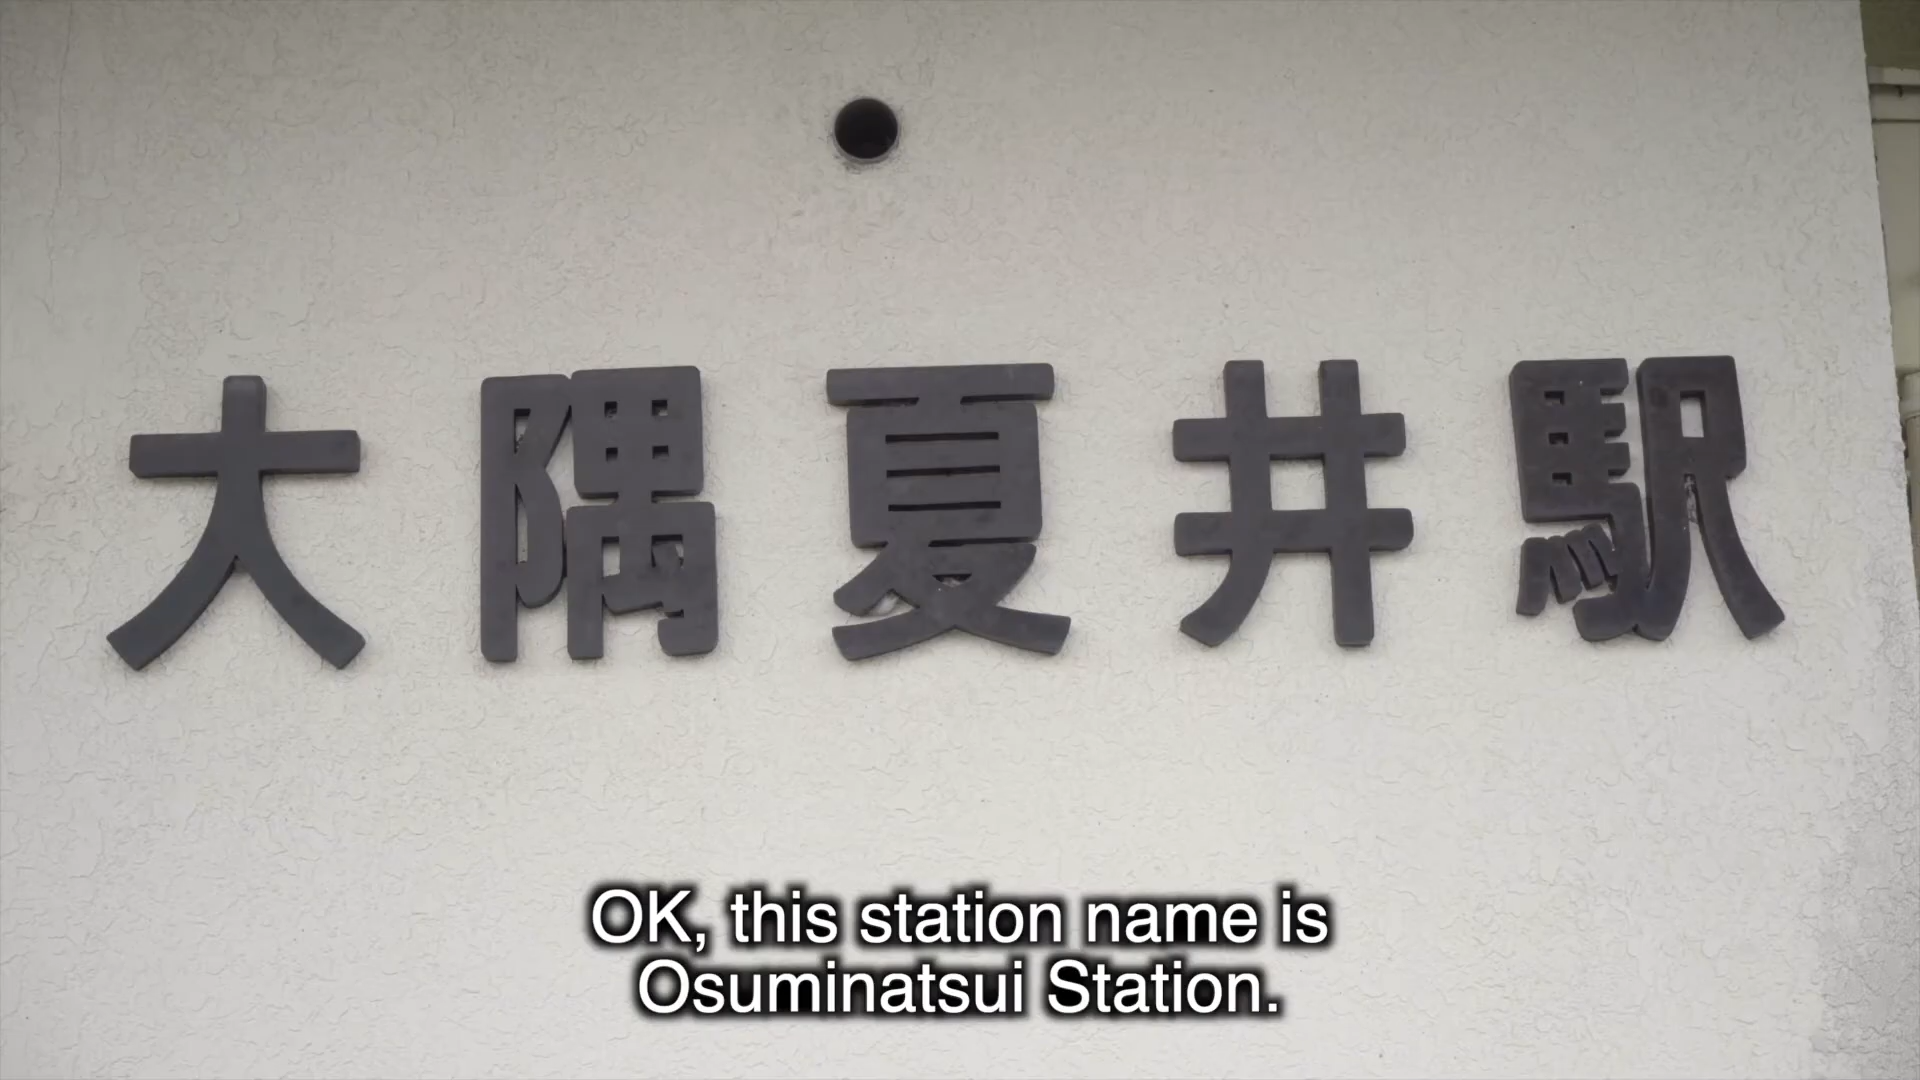 大隅夏井駅
OK, this station name is
Osuminatsui Station.